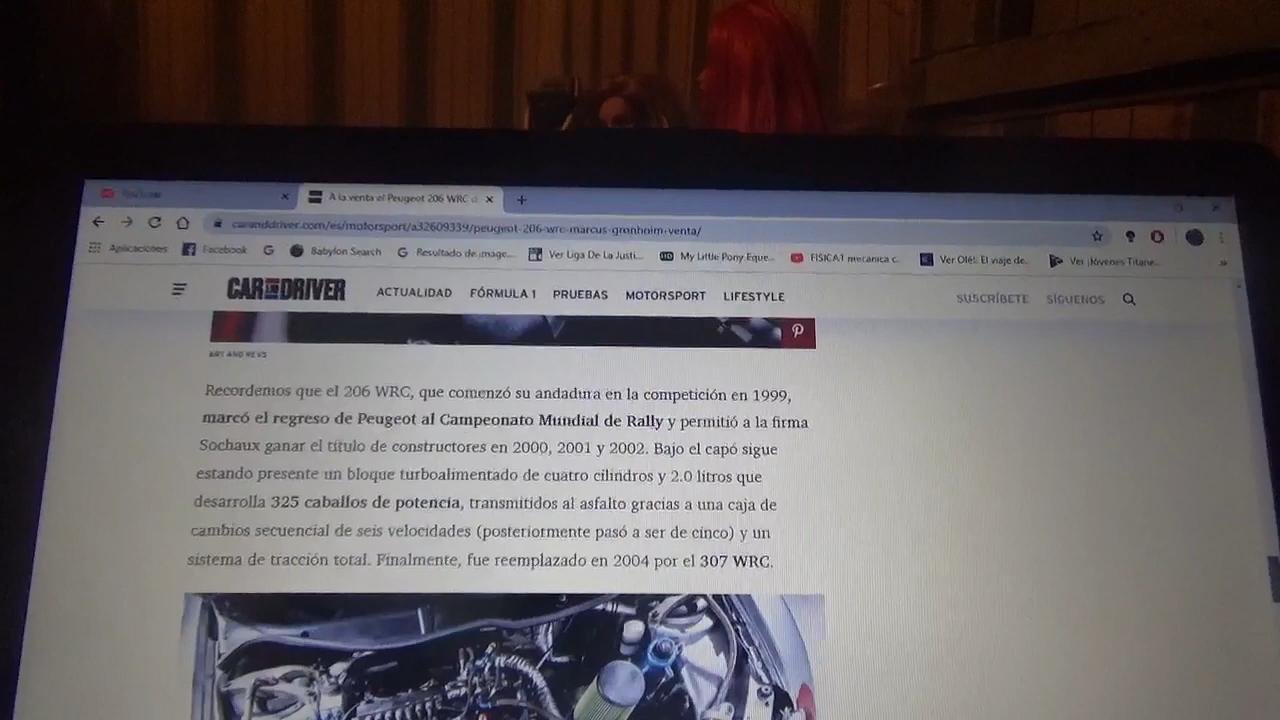 YouTube
A la venta el Peugeot 206 WRC d
caranddriver.com/es/motorsport/a32609339/peugeot-206-wrc-marcus-gronholm-venta/
Aplicaciones Facebook Babylon Search Resultado de image... Ver Liga De La Justi... My Little Pony Eque... FISICA1 mecanica c... Ver Olé!. El viaje de... Ver ¡Jóvenes Titane... »
CAR AND DRIVER ACTUALIDAD FÓRMULA 1 PRUEBAS MOTORSPORT LIFESTYLE SUSCRÍBETE SÍGUENOS
ART AND REVS
Recordemos que el 206 WRC, que comenzó su andadura en la competición en 1999,
marcó el regreso de Peugeot al Campeonato Mundial de Rally y permitió a la firma
Sochaux ganar el título de constructores en 2000, 2001 y 2002. Bajo el capó sigue
estando presente un bloque turboalimentado de cuatro cilindros y 2.0 litros que
desarrolla 325 caballos de potencia, transmitidos al asfalto gracias a una caja de
cambios secuencial de seis velocidades (posteriormente pasó a ser de cinco) y un
sistema de tracción total. Finalmente, fue reemplazado en 2004 por el 307 WRC.